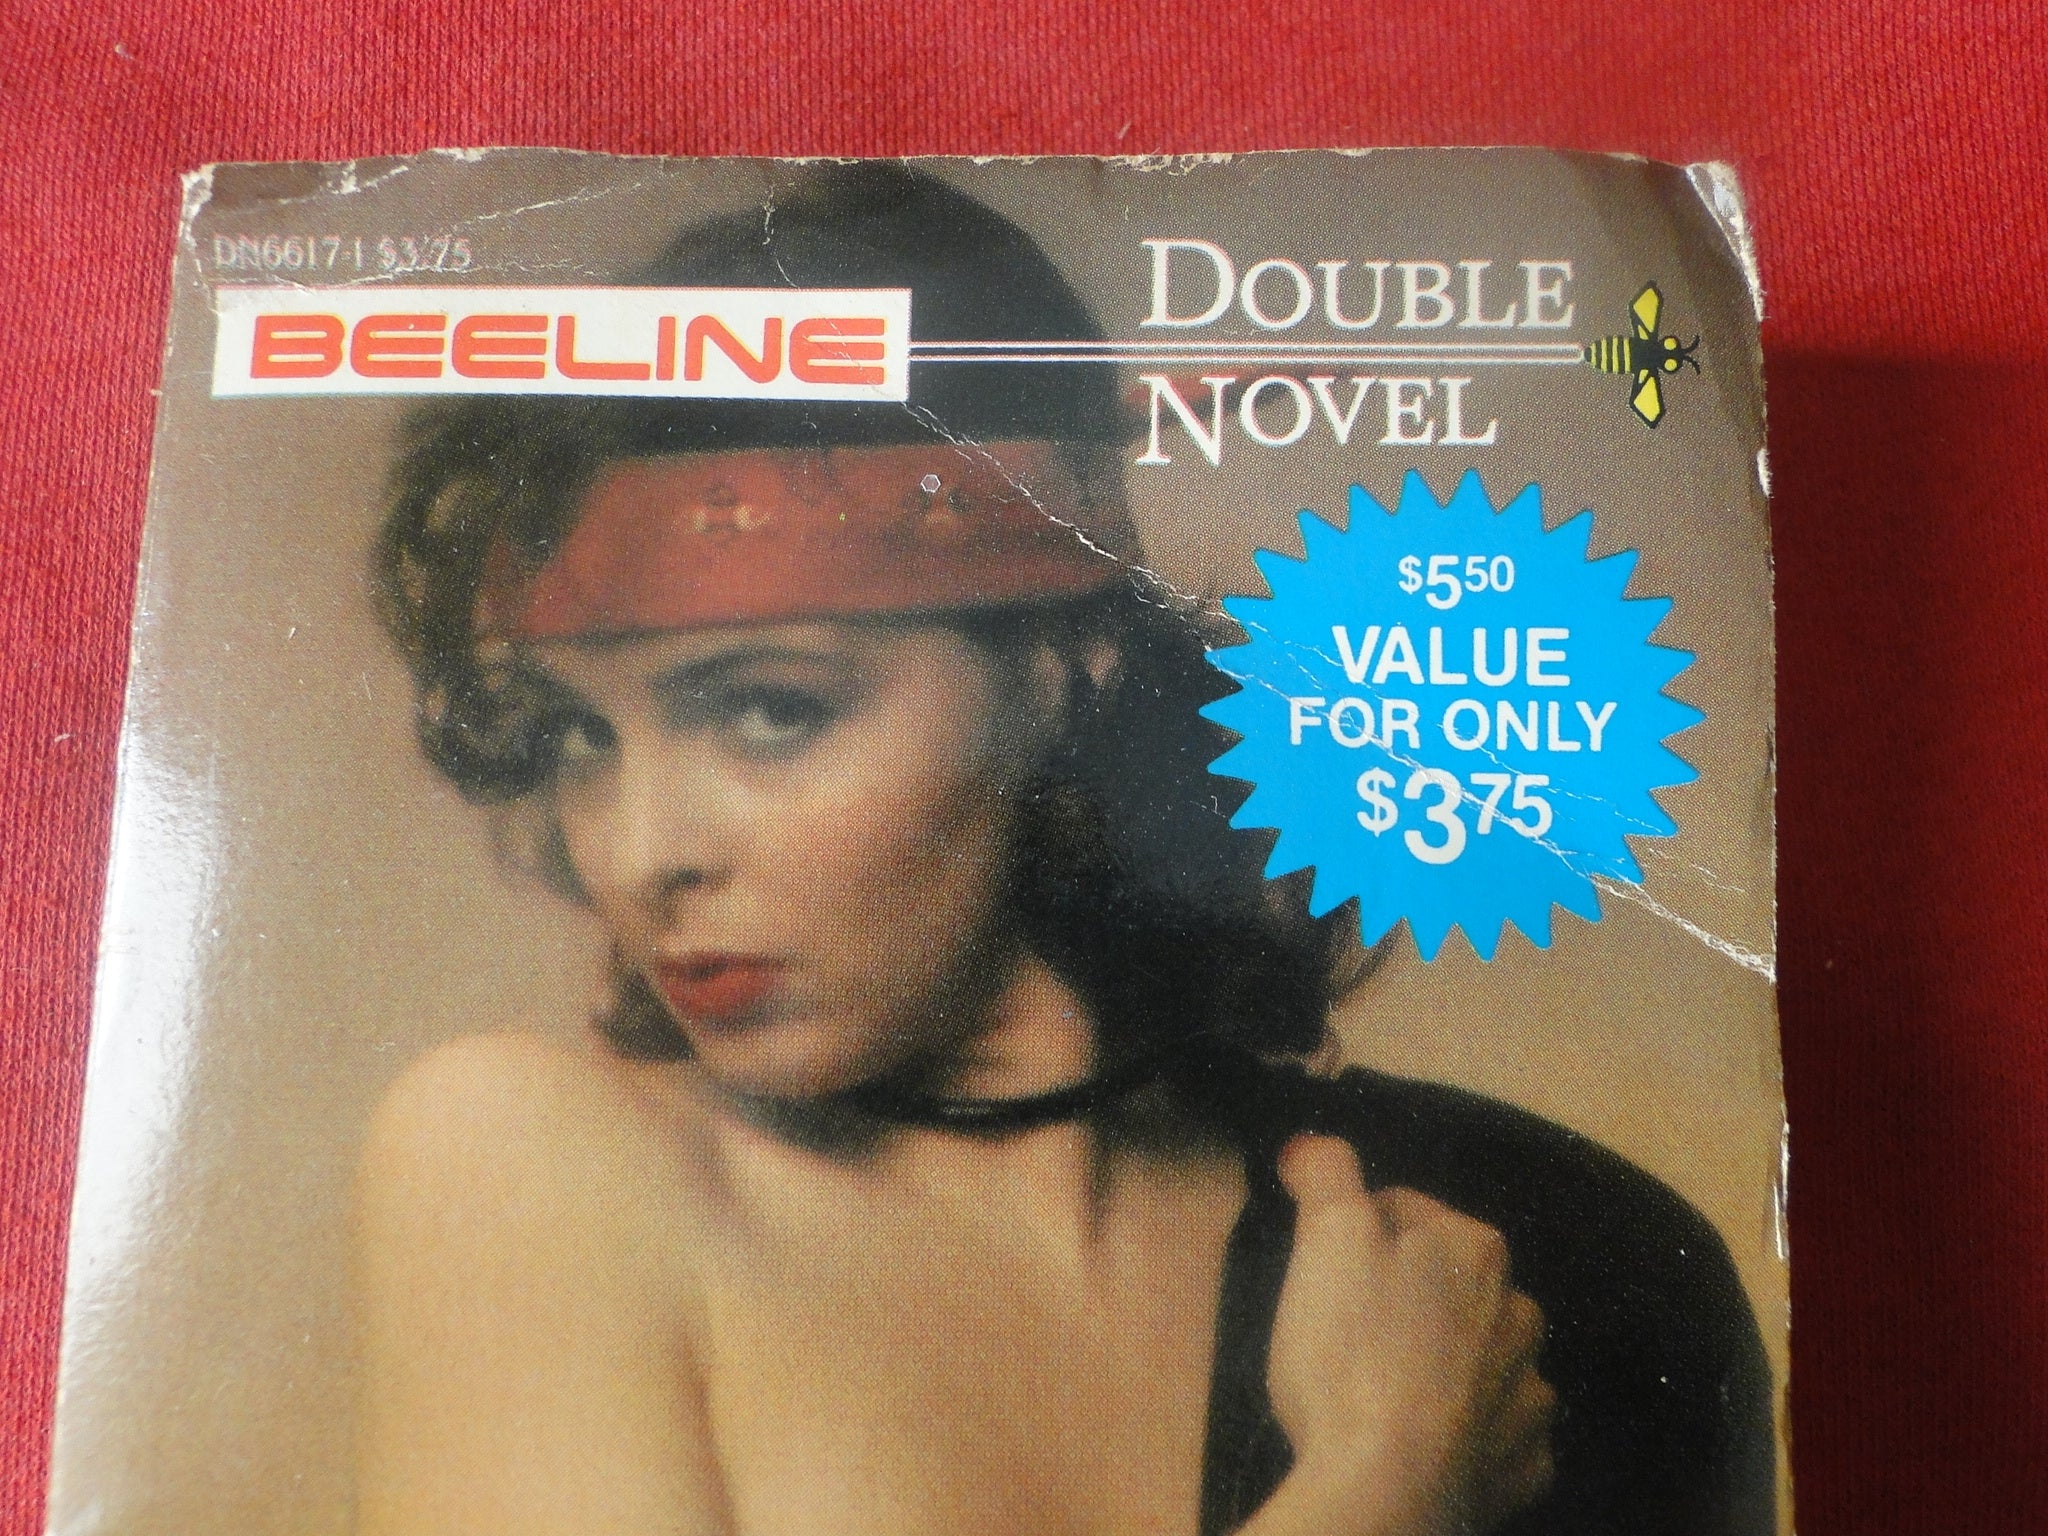 DN6617-1 $3.75
BEELINE
DOUBLE
NOVEL
$5.50
VALUE
FOR ONLY
$3.75